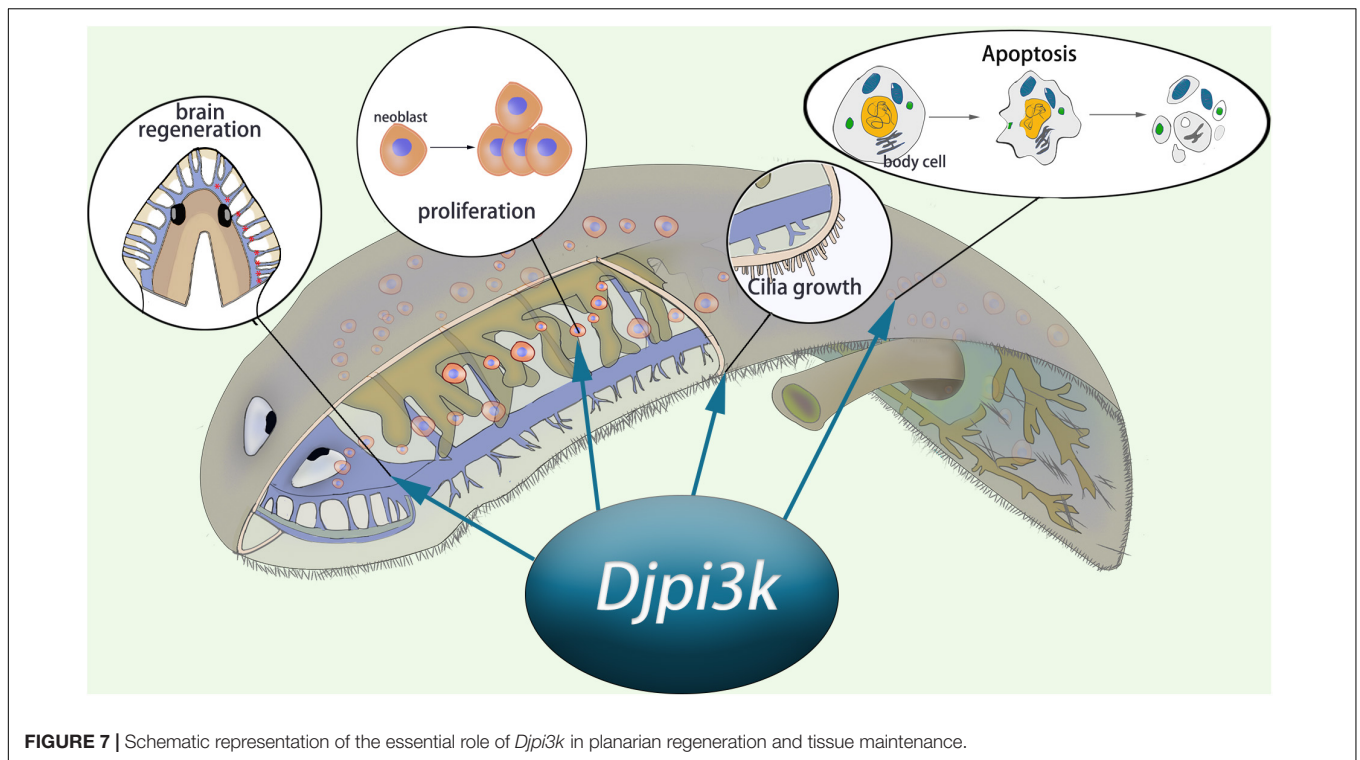 brain
regeneration
neoblast
proliferation
Apoptosis
body cell
Cilia growth
Djpi3k
FIGURE 7 | Schematic representation of the essential role of Djpi3k in planarian regeneration and tissue maintenance.